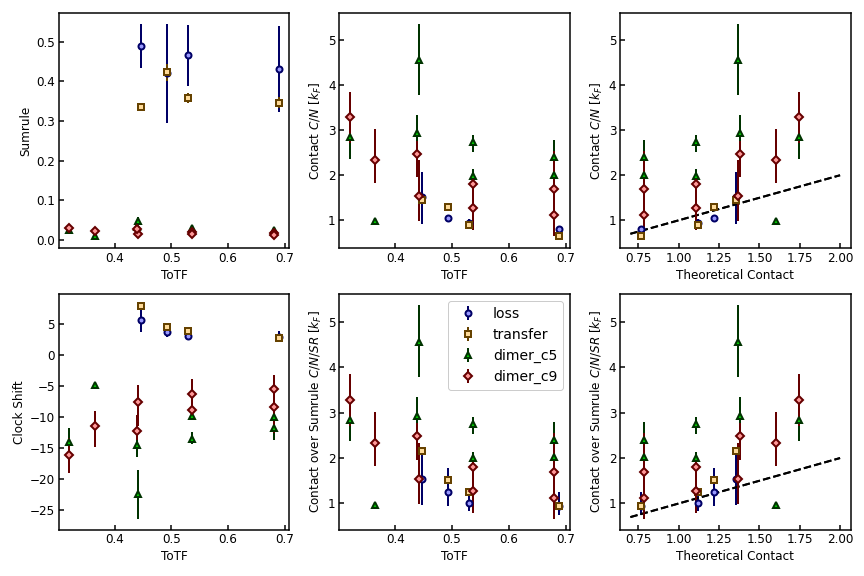 Sumrule
0.5
0.4
0.3
0.2
0.1
0.0
0.4 0.5 0.6 0.7
ToTF
Contact C/N [k_F]
5
4
3
2
1
0.4 0.5 0.6 0.7
ToTF
Contact C/N [k_F]
5
4
3
2
1
0.75 1.00 1.25 1.50 1.75 2.00
Theoretical Contact
Clock Shift
5
0
−5
−10
−15
−20
−25
0.4 0.5 0.6 0.7
ToTF
Contact over Sumrule C/N/SR [k_F]
5
4
3
2
1
loss
transfer
dimer_c5
dimer_c9
0.4 0.5 0.6 0.7
ToTF
Contact over Sumrule C/N/SR [k_F]
5
4
3
2
1
0.75 1.00 1.25 1.50 1.75 2.00
Theoretical Contact